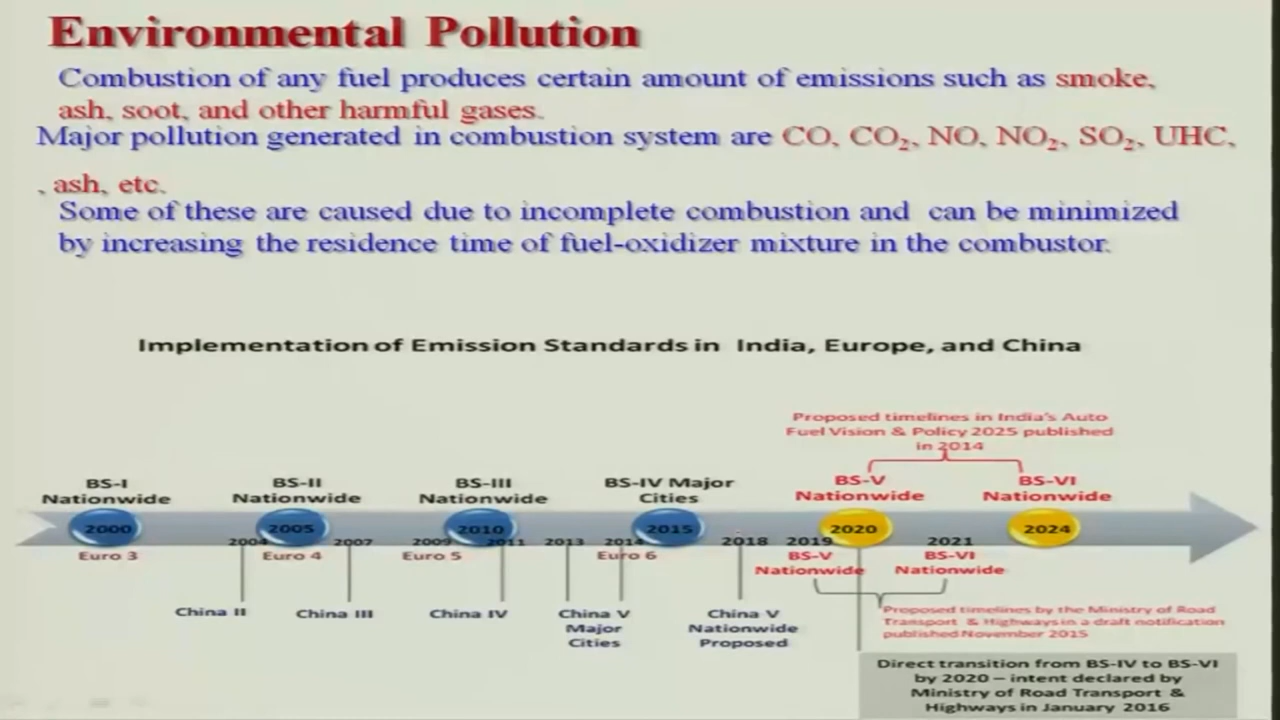 Environmental Pollution
Combustion of any fuel produces certain amount of emissions such as smoke,
ash, soot, and other harmful gases.
Major pollution generated in combustion system are CO, CO₂, NO, NO₂, SO₂, UHC,
, ash, etc.
Some of these are caused due to incomplete combustion and can be minimized
by increasing the residence time of fuel-oxidizer mixture in the combustor.
Implementation of Emission Standards in India, Europe, and China
Proposed timelines in India's Auto
Fuel Vision & Policy 2025 published
in 2014
BS-I
Nationwide
BS-II
Nationwide
BS-III
Nationwide
BS-IV Major
Cities
BS-V
Nationwide
BS-VI
Nationwide
2000
2005
2010
2015
2020
2024
2004
2007
2009
2011
2013
2014
2018
2019
2021
Euro 3
Euro 4
Euro 5
Euro 6
BS-V
Nationwide
BS-VI
Nationwide
China II
China III
China IV
China V
Major
Cities
China V
Nationwide
Proposed
Proposed timelines by the Ministry of Road
Transport & Highways in a draft notification
published November 2015
Direct transition from BS-IV to BS-VI
by 2020 – intent declared by
Ministry of Road Transport &
Highways in January 2016